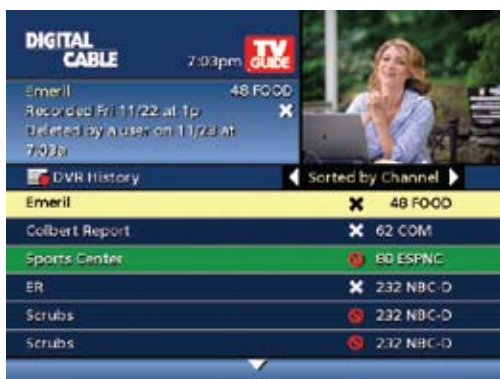 DIGITAL
CABLE
7:03pm
TV
GUIDE
Emeril 48 FOOD
Recorded Fri 11/22 at 1p
Deleted by a user on 11/23 at
7:03a
DVR History
Sorted by Channel
Emeril 48 FOOD
Colbert Report 62 COM
Sports Center 80 ESPNC
ER 232 NBC-D
Scrubs 232 NBC-D
Scrubs 232 NBC-D